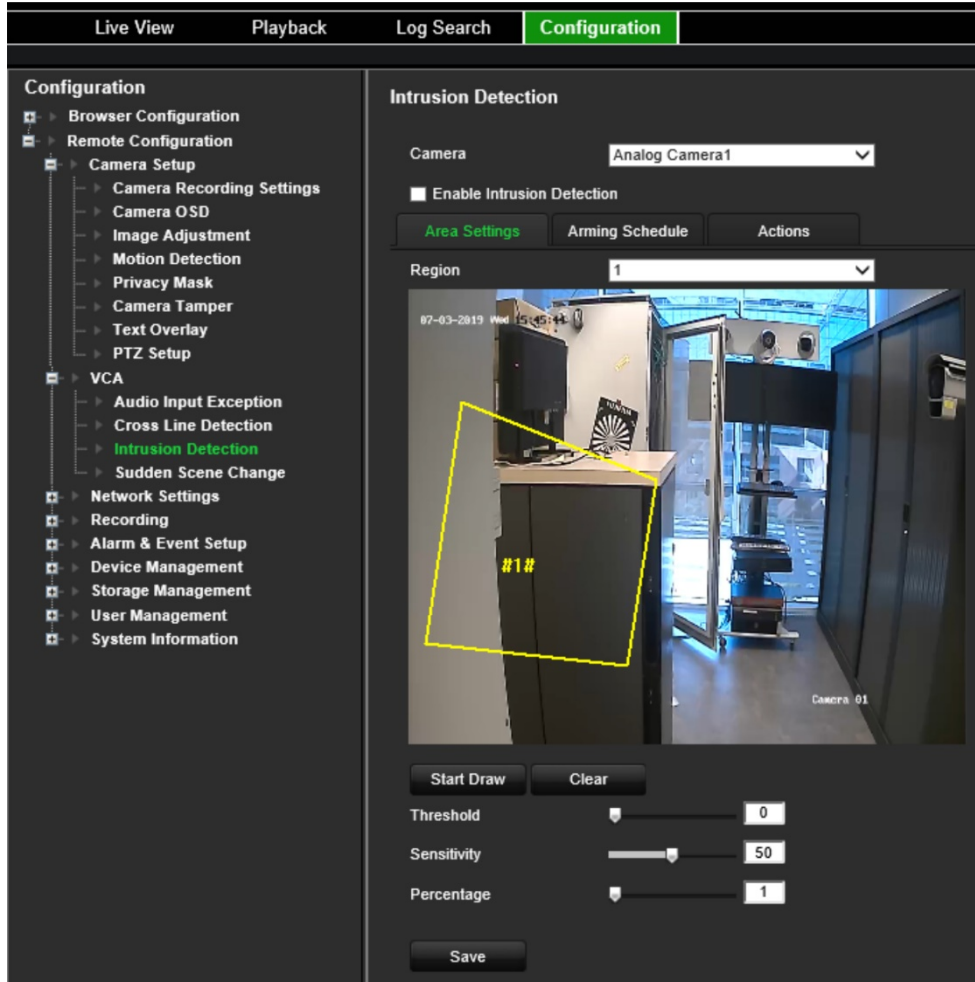 Live View Playback Log Search Configuration
Configuration
Browser Configuration
Remote Configuration
Camera Setup
Camera Recording Settings
Camera OSD
Image Adjustment
Motion Detection
Privacy Mask
Camera Tamper
Text Overlay
PTZ Setup
VCA
Audio Input Exception
Cross Line Detection
Intrusion Detection
Sudden Scene Change
Network Settings
Recording
Alarm & Event Setup
Device Management
Storage Management
User Management
System Information
Intrusion Detection
Camera Analog Camera1
Enable Intrusion Detection
Area Settings Arming Schedule Actions
Region 1
07-03-2019 Wed 15:45:44
#1#
Camera 01
Start Draw Clear
Threshold 0
Sensitivity 50
Percentage 1
Save